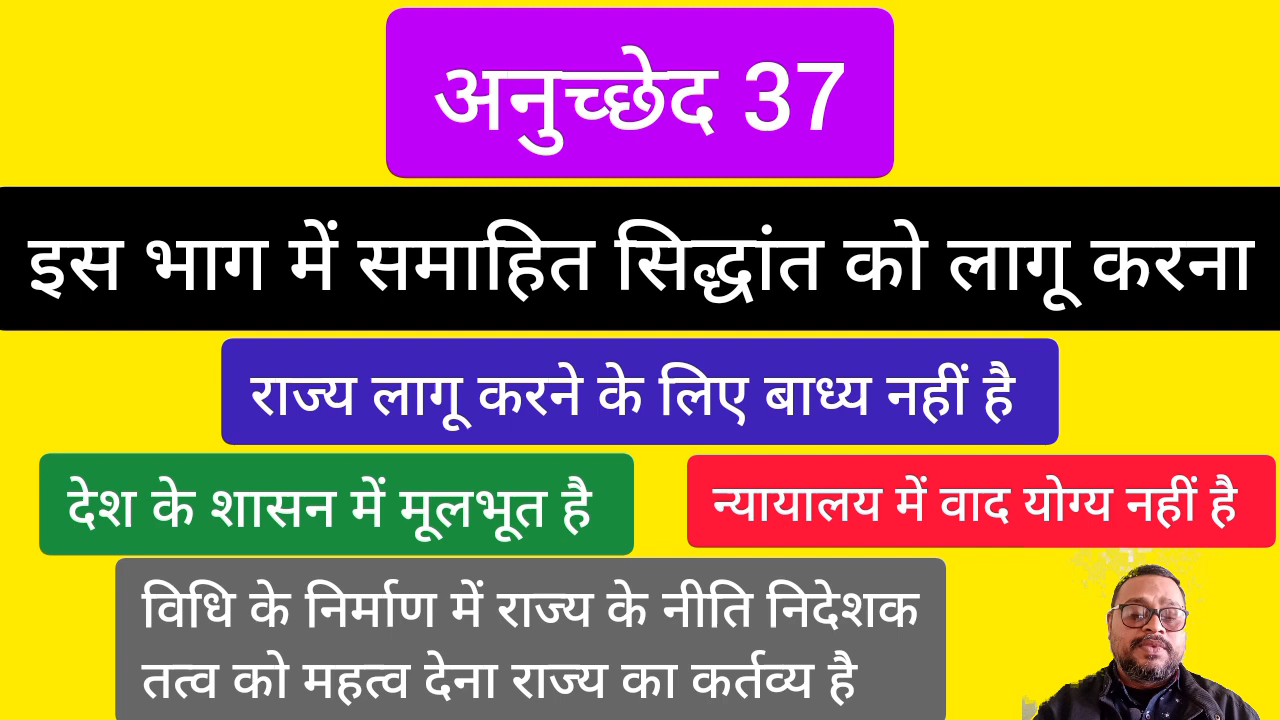 अनुच्छेद 37
इस भाग में समाहित सिद्धांत को लागू करना
राज्य लागू करने के लिए बाध्य नहीं है
देश के शासन में मूलभूत है
न्यायालय में वाद योग्य नहीं है
विधि के निर्माण में राज्य के नीति निदेशक
तत्व को महत्व देना राज्य का कर्तव्य है